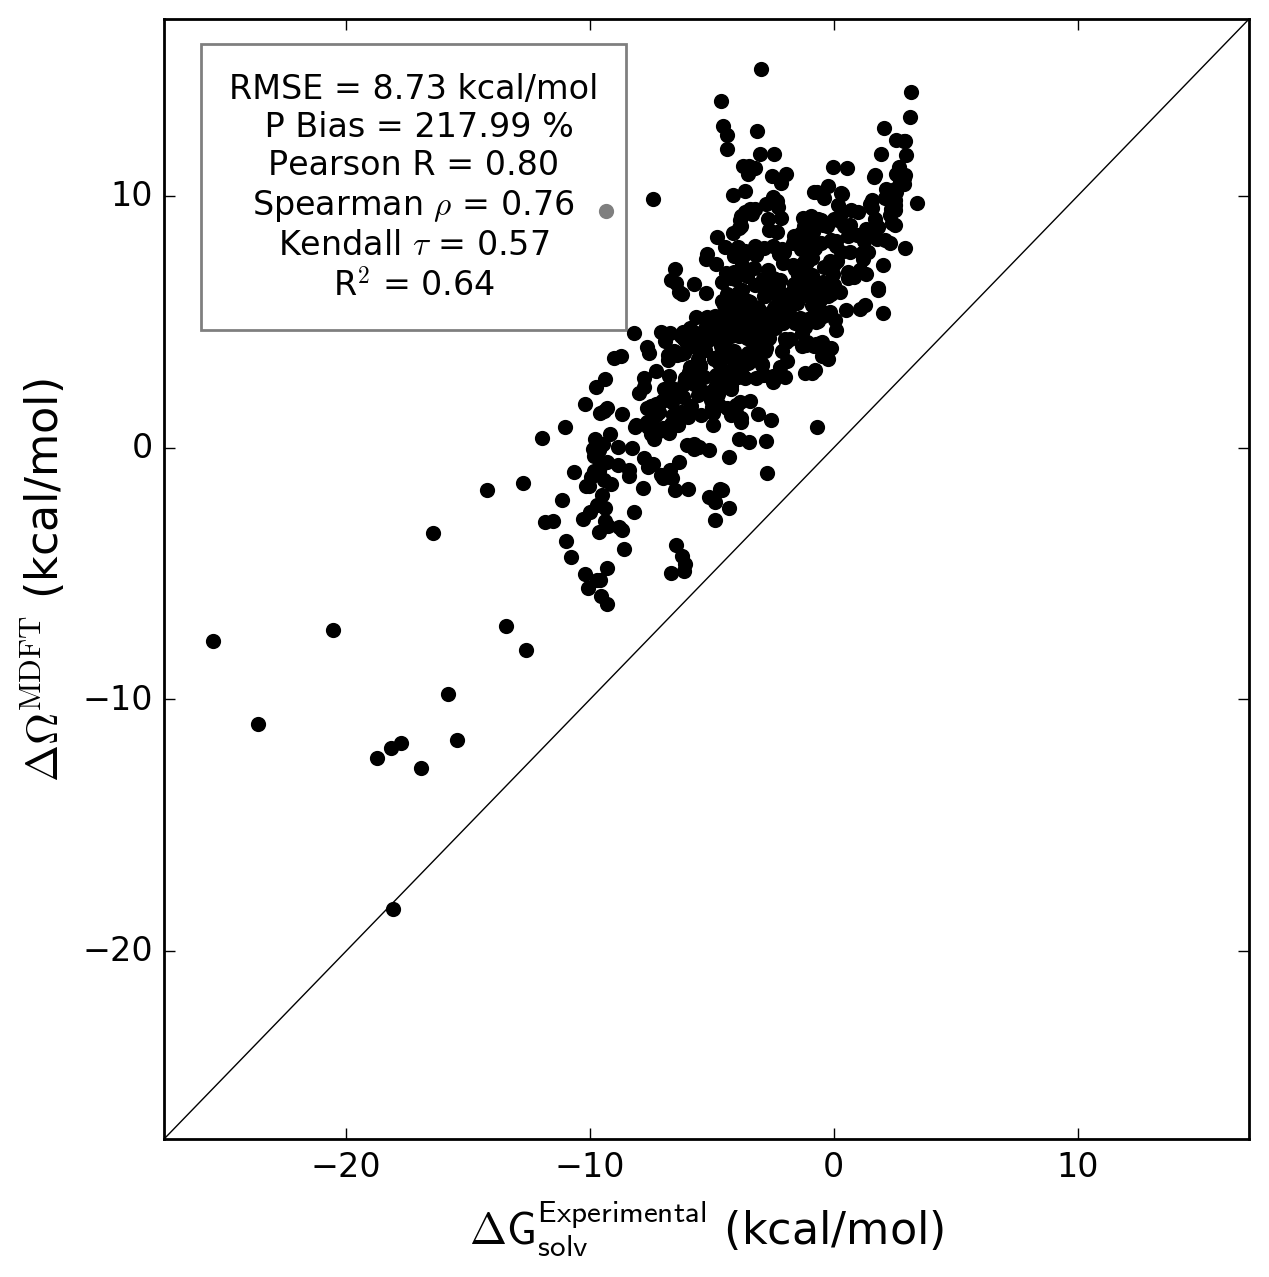 RMSE = 8.73 kcal/mol
P Bias = 217.99 %
Pearson R = 0.80
Spearman ρ = 0.76
Kendall τ = 0.57
R² = 0.64
10
0
−10
−20
ΔΩ^MDFT (kcal/mol)
−20 −10 0 10
ΔG_solv^Experimental (kcal/mol)